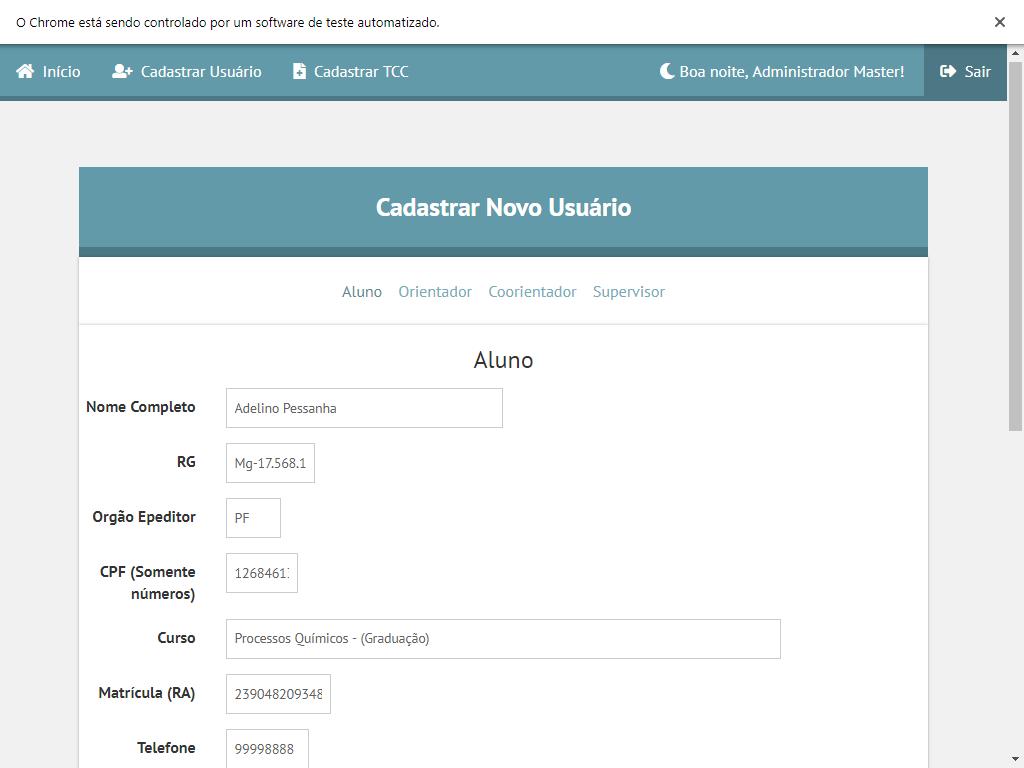 O Chrome está sendo controlado por um software de teste automatizado.
Início Cadastrar Usuário Cadastrar TCC Boa noite, Administrador Master! Sair
Cadastrar Novo Usuário
Aluno Orientador Coorientador Supervisor
Aluno
Nome Completo Adelino Pessanha
RG Mg-17.568.1
Orgão Epeditor PF
CPF (Somente
números) 1268461
Curso Processos Químicos - (Graduação)
Matrícula (RA) 239048209348
Telefone 99998888